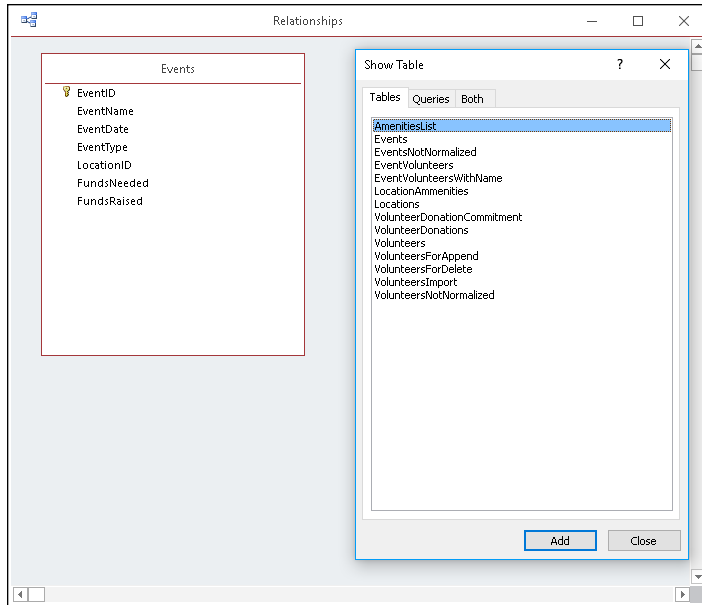 Relationships
Events
EventID
EventName
EventDate
EventType
LocationID
FundsNeeded
FundsRaised
Show Table
?
Tables Queries Both
AmenitiesList
Events
EventsNotNormalized
EventVolunteers
EventVolunteersWithName
LocationAmmenities
Locations
VolunteerDonationCommitment
VolunteerDonations
Volunteers
VolunteersForAppend
VolunteersForDelete
VolunteersImport
VolunteersNotNormalized
Add Close